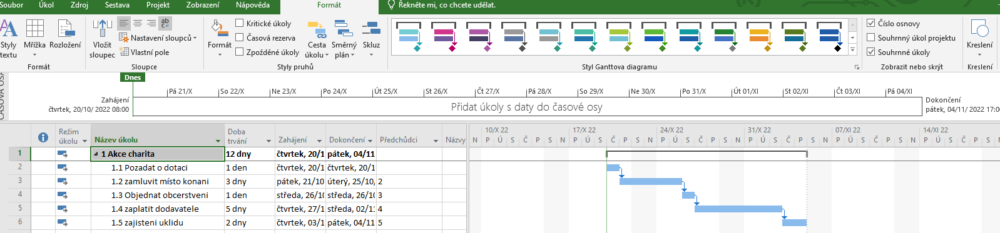 Soubor Úkol Zdroj Sestava Projekt Zobrazení Nápověda Formát Řekněte mi, co chcete udělat.
Styly textu
Mřížka
Rozložení
Formát
Vložit sloupec
ab c
Nastavení sloupců
Vlastní pole
Sloupce
Formát
Kritické úkoly
Časová rezerva
Zpožděné úkoly
Cesta úkolu
Směrný plán
Skluz
Styly pruhů
Styl Ganttova diagramu
Číslo osnovy
Souhrnný úkol projektu
Souhrnné úkoly
Zobrazit nebo skrýt
Kreslení
Kreslení
ČASOVÁ OSA
Dnes
Pá 21/X So 22/X Ne 23/X Po 24/X Út 25/X St 26/X Čt 27/X Pá 28/X So 29/X Ne 30/X Po 31/X Út 01/XI St 02/XI Čt 03/XI Pá 04/XI
Zahájení
čtvrtek, 20/10/ 2022 08:00
Přidat úkoly s daty do časové osy
Dokončení
pátek, 04/11/ 2022 17:00
Režim úkolu Název úkolu Doba trvání Zahájení Dokončení Předchůdci Názvy
10/X 22 17/X 22 24/X 22 31/X 22 07/XI 22 14/XI 22
N P Ú S Č P S N P Ú S Č P S N P Ú S Č P S N P Ú S Č P S N P Ú S Č P S N P Ú S Č P S N
1 1 Akce charita 12 dny čtvrtek, 20/1 pátek, 04/11
2 1.1 Pozadat o dotaci 1 den čtvrtek, 20/1 čtvrtek, 20/1
3 1.2 zamluvit místo konani 3 dny pátek, 21/10 úterý, 25/10, 2
4 1.3 Objednat obcerstveni 1 den středa, 26/10 středa, 26/10 3
5 1.4 zaplatit dodavatele 5 dny čtvrtek, 27/1 středa, 02/11 4
6 1.5 zajisteni uklidu 2 dny čtvrtek, 03/1 pátek, 04/11 5